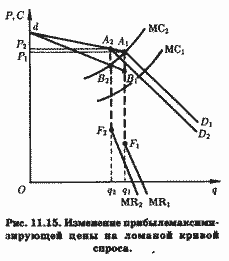 P, C
d
A₂ A₁
MC₂
MC₁
P₂
P₁
B₂
B₁
D₁
D₂
F₂
F₁
O
q₂ q₁
q
MR₂ MR₁
Рис. 11.15. Изменение прибылемаксими-
зирующей цены на ломаной кривой
спроса.